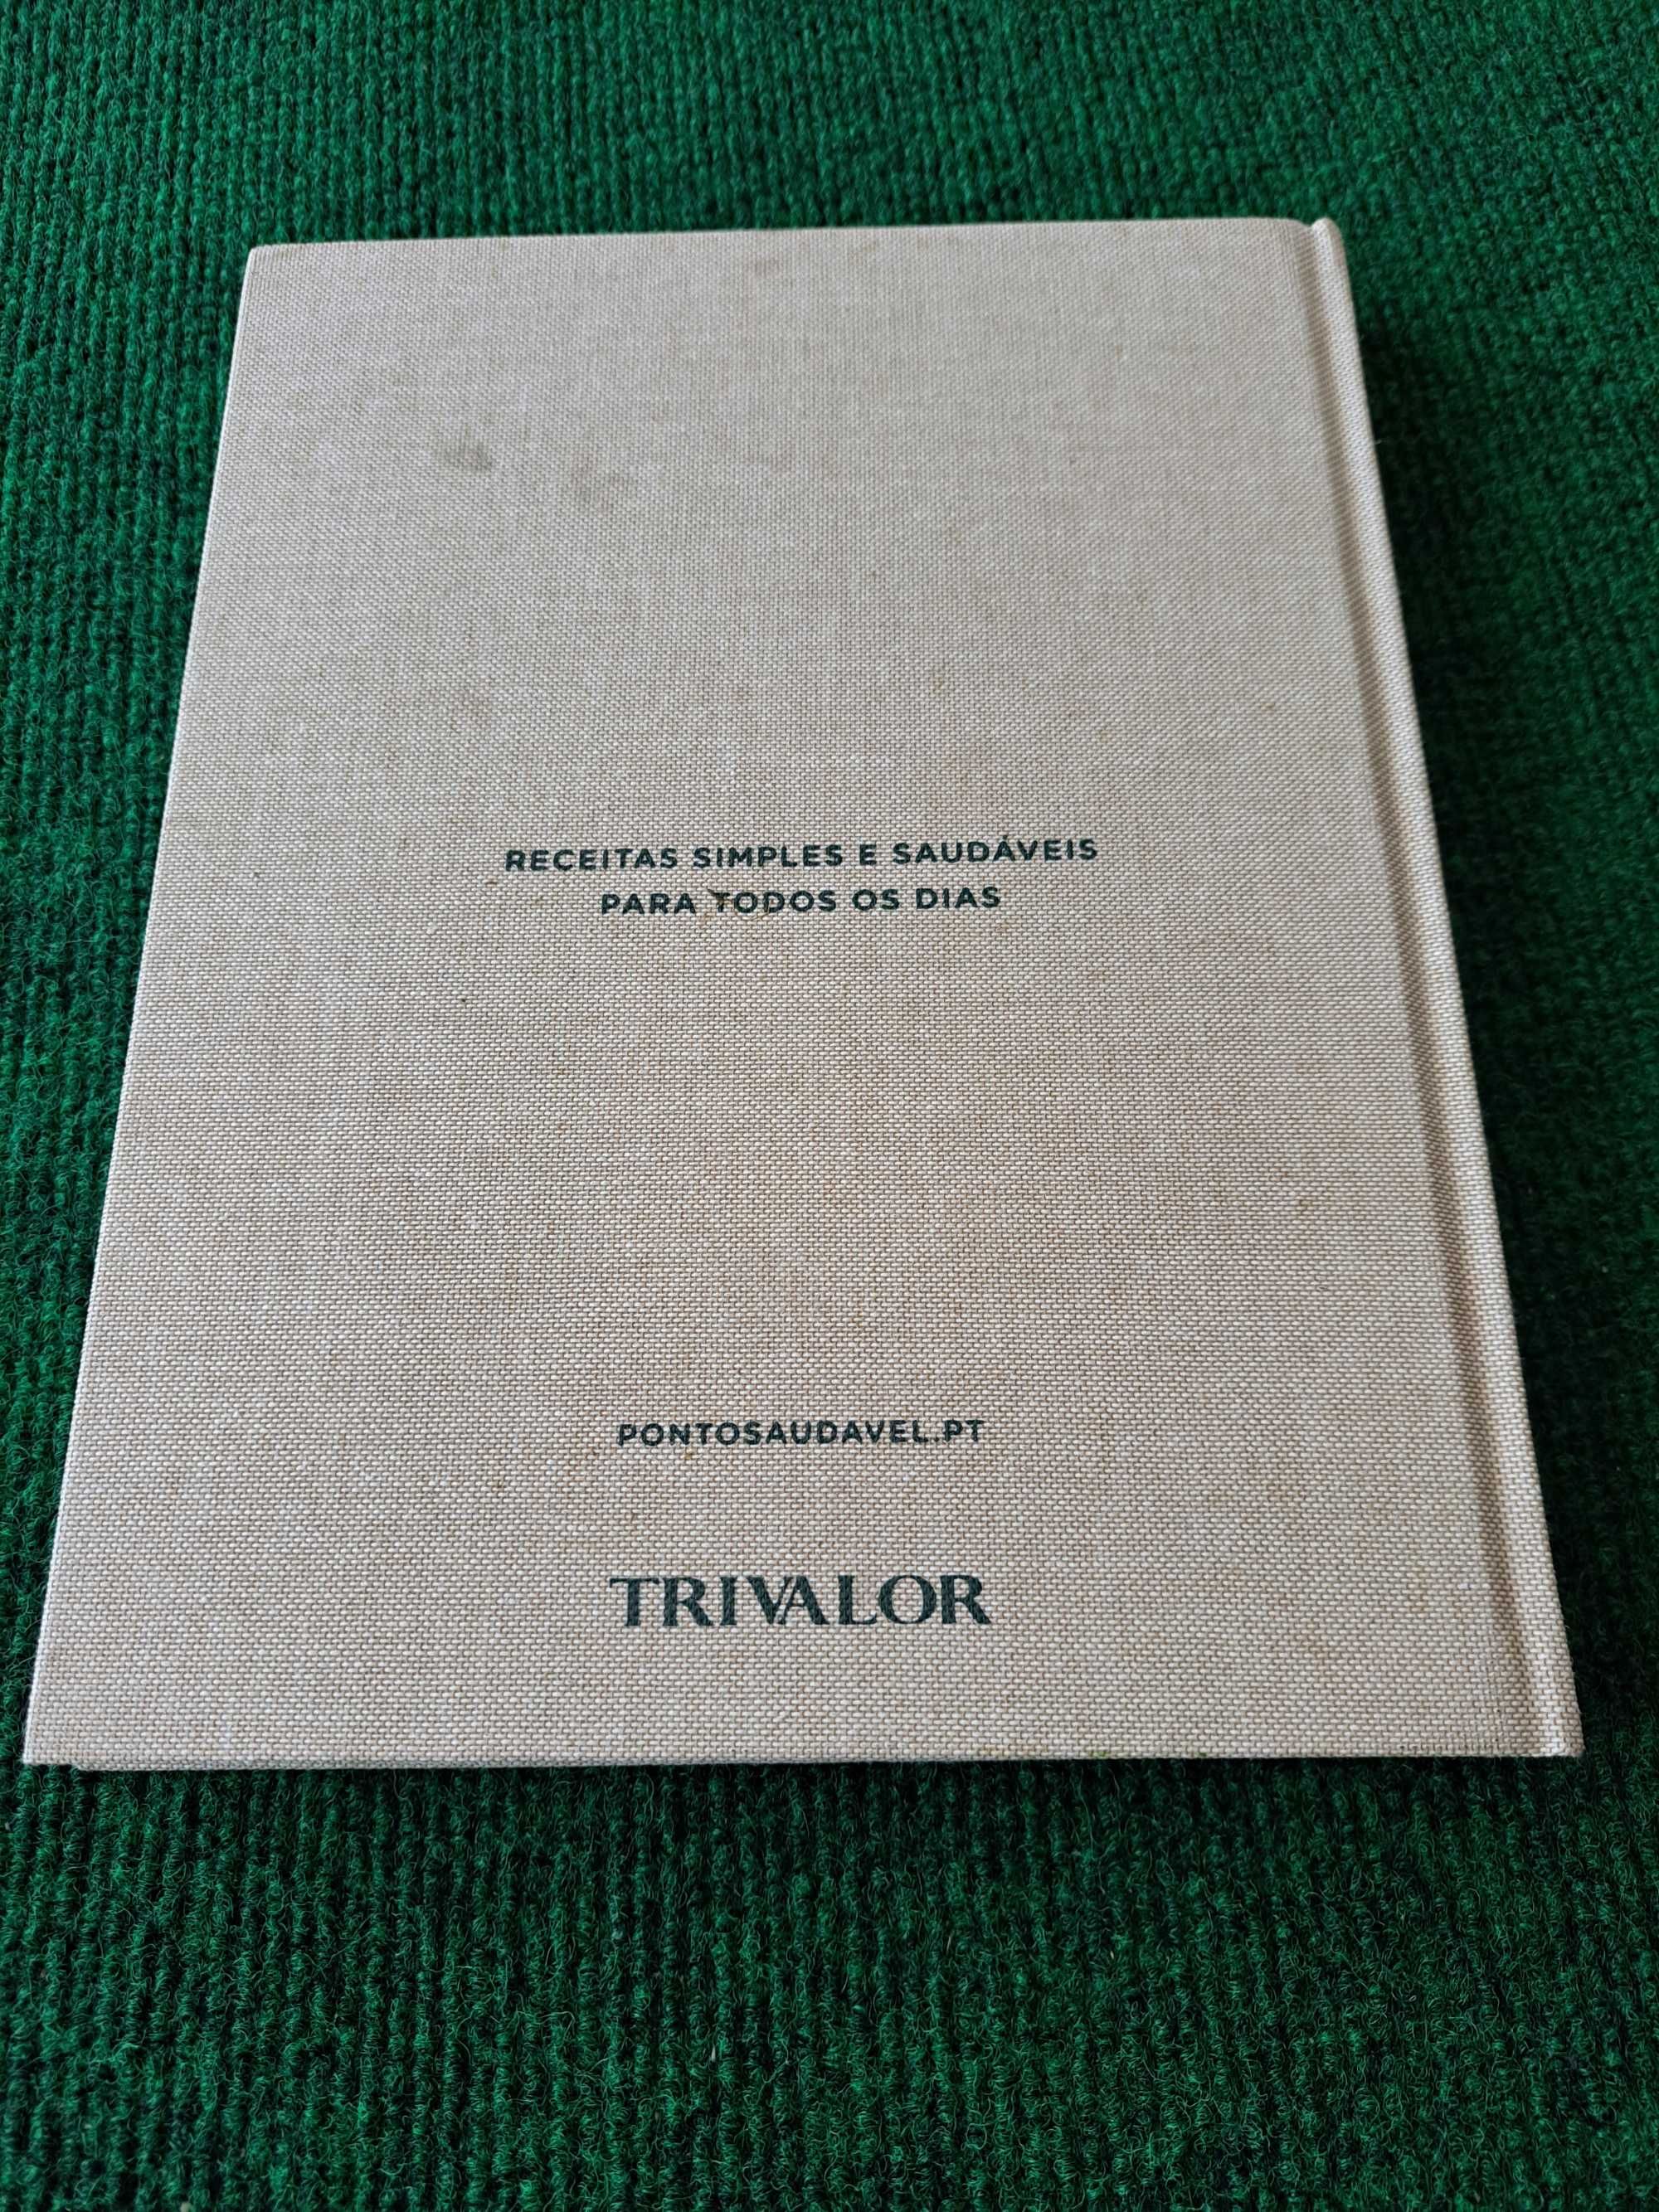 RECEITAS SIMPLES E SAUDÁVEIS
PARA TODOS OS DIAS
PONTOSAUDAVEL.PT
TRIVALOR